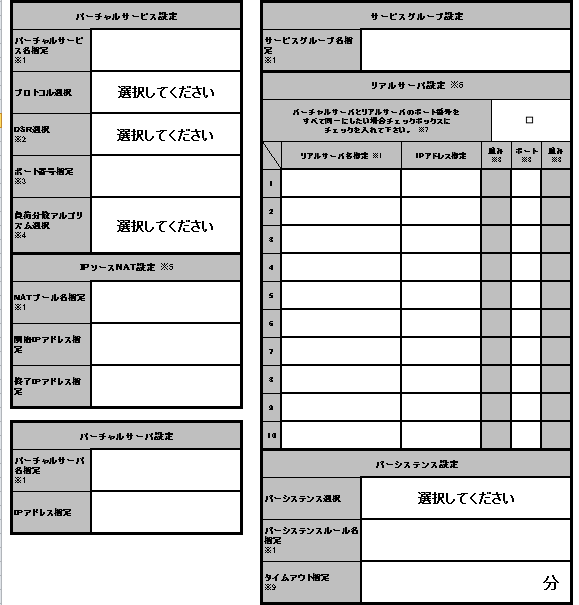 バーチャルサービス設定
バーチャルサービ
ス名指定
※1
プロトコル選択
選択してください
DSR選択
※2
選択してください
ポート番号指定
※3
負荷分散アルゴリ
ズム選択
※4
選択してください
IPソースNAT設定 ※5
NATプール名指定
※1
開始IPアドレス指
定
終了IPアドレス指
定
バーチャルサーバ設定
バーチャルサーバ
名指定
※1
IPアドレス指定
サービスグループ設定
サービスグループ名指
定
※1
リアルサーバ設定 ※6
バーチャルサーバとリアルサーバのポート番号を
すべて同一にしたい場合チェックボックスに
チェックを入れて下さい。 ※7
□
リアルサーバ名指定 ※1
IPアドレス指定
重み
※8
ポート
※8
重み
※8
1
2
3
4
5
6
7
8
9
10
パーシステンス設定
パーシステンス選択
選択してください
パーシステンスルール名
指定
※1
タイムアウト指定
※9
分